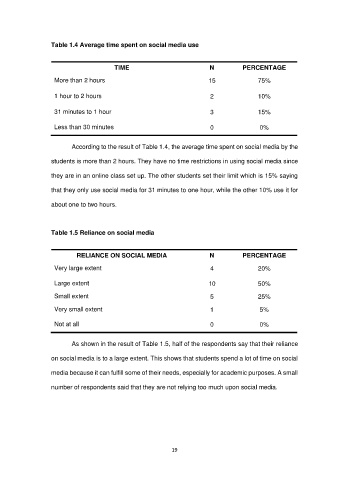 Table 1.4 Average time spent on social media use
TIME N PERCENTAGE
More than 2 hours 15 75%
1 hour to 2 hours 2 10%
31 minutes to 1 hour 3 15%
Less than 30 minutes 0 0%
According to the result of Table 1.4, the average time spent on social media by the
students is more than 2 hours. They have no time restrictions in using social media since
they are in an online class set up. The other students set their limit which is 15% saying
that they only use social media for 31 minutes to one hour, while the other 10% use it for
about one to two hours.
Table 1.5 Reliance on social media
RELIANCE ON SOCIAL MEDIA N PERCENTAGE
Very large extent 4 20%
Large extent 10 50%
Small extent 5 25%
Very small extent 1 5%
Not at all 0 0%
As shown in the result of Table 1.5, half of the respondents say that their reliance
on social media is to a large extent. This shows that students spend a lot of time on social
media because it can fulfill some of their needs, especially for academic purposes. A small
number of respondents said that they are not relying too much upon social media.
19